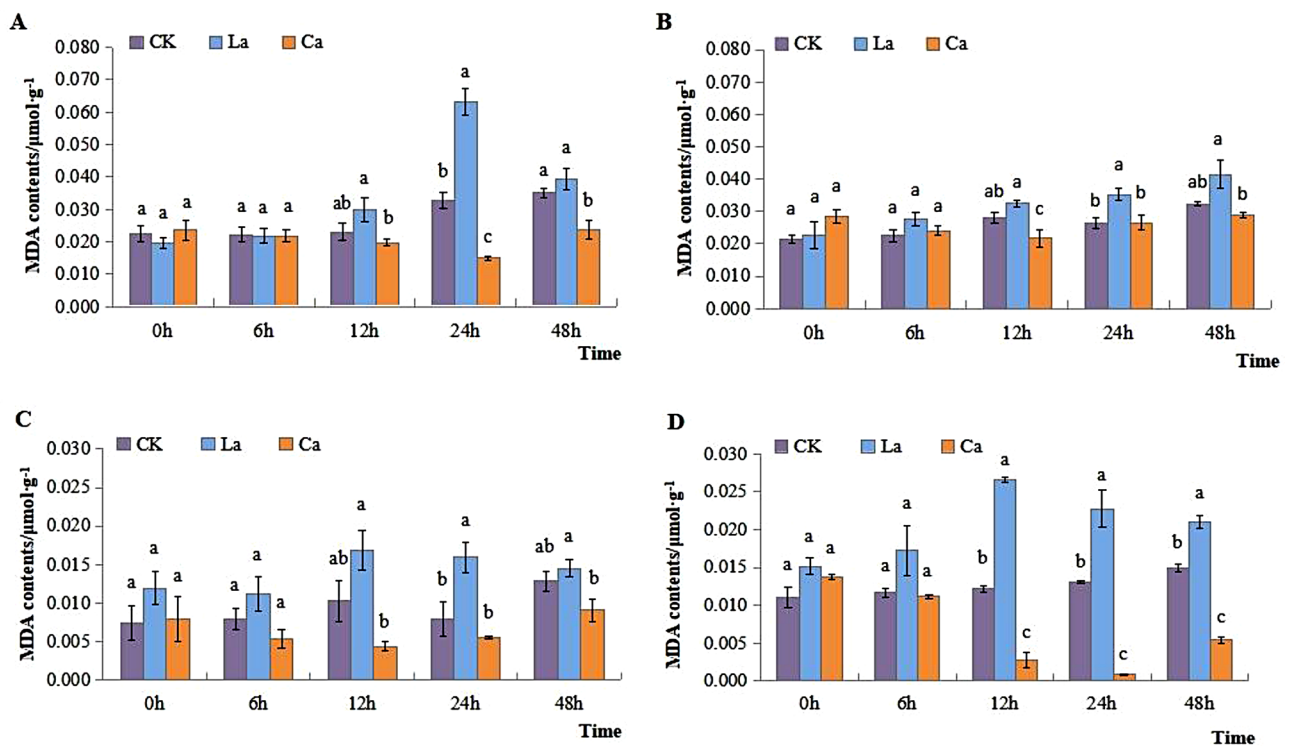 A
CK La Ca
MDA contents/μmol·g-1
0.080
0.070
0.060
0.050
0.040
0.030
0.020
0.010
0.000
a a a
a a a
ab a b
b a c
a a b
0h 6h 12h 24h 48h
Time
B
CK La Ca
MDA contents/μmol·g-1
0.080
0.070
0.060
0.050
0.040
0.030
0.020
0.010
0.000
a a a
a a a
ab a c
b a b
ab a b
0h 6h 12h 24h 48h
Time
C
CK La Ca
MDA contents/μmol·g-1
0.030
0.025
0.020
0.015
0.010
0.005
0.000
a a a
a a a
ab a b
b a b
ab a b
0h 6h 12h 24h 48h
Time
D
CK La Ca
MDA contents/μmol·g-1
0.030
0.025
0.020
0.015
0.010
0.005
0.000
a a a
a a a
b a c
b a c
b a c
0h 6h 12h 24h 48h
Time